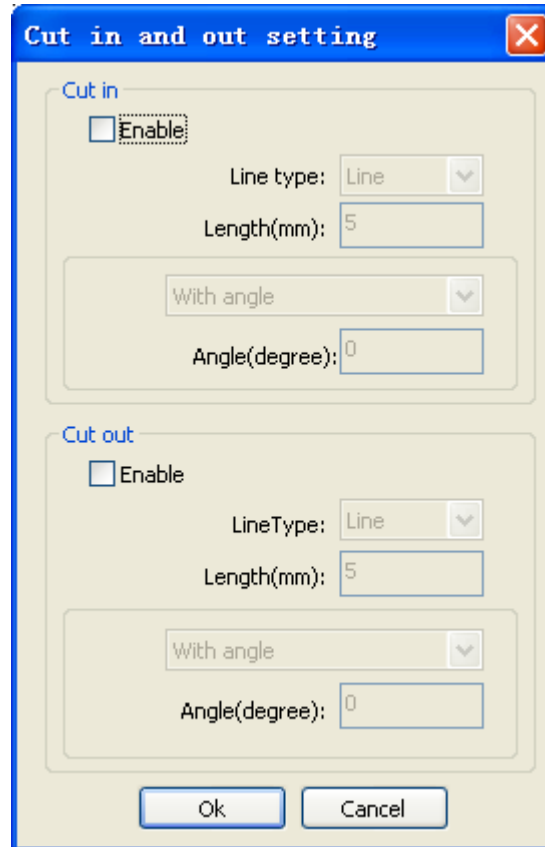 Cut in and out setting
Cut in
Enable
Line type: Line
Length(mm): 5
With angle
Angle(degree): 0
Cut out
Enable
LineType: Line
Length(mm): 5
With angle
Angle(degree): 0
Ok Cancel